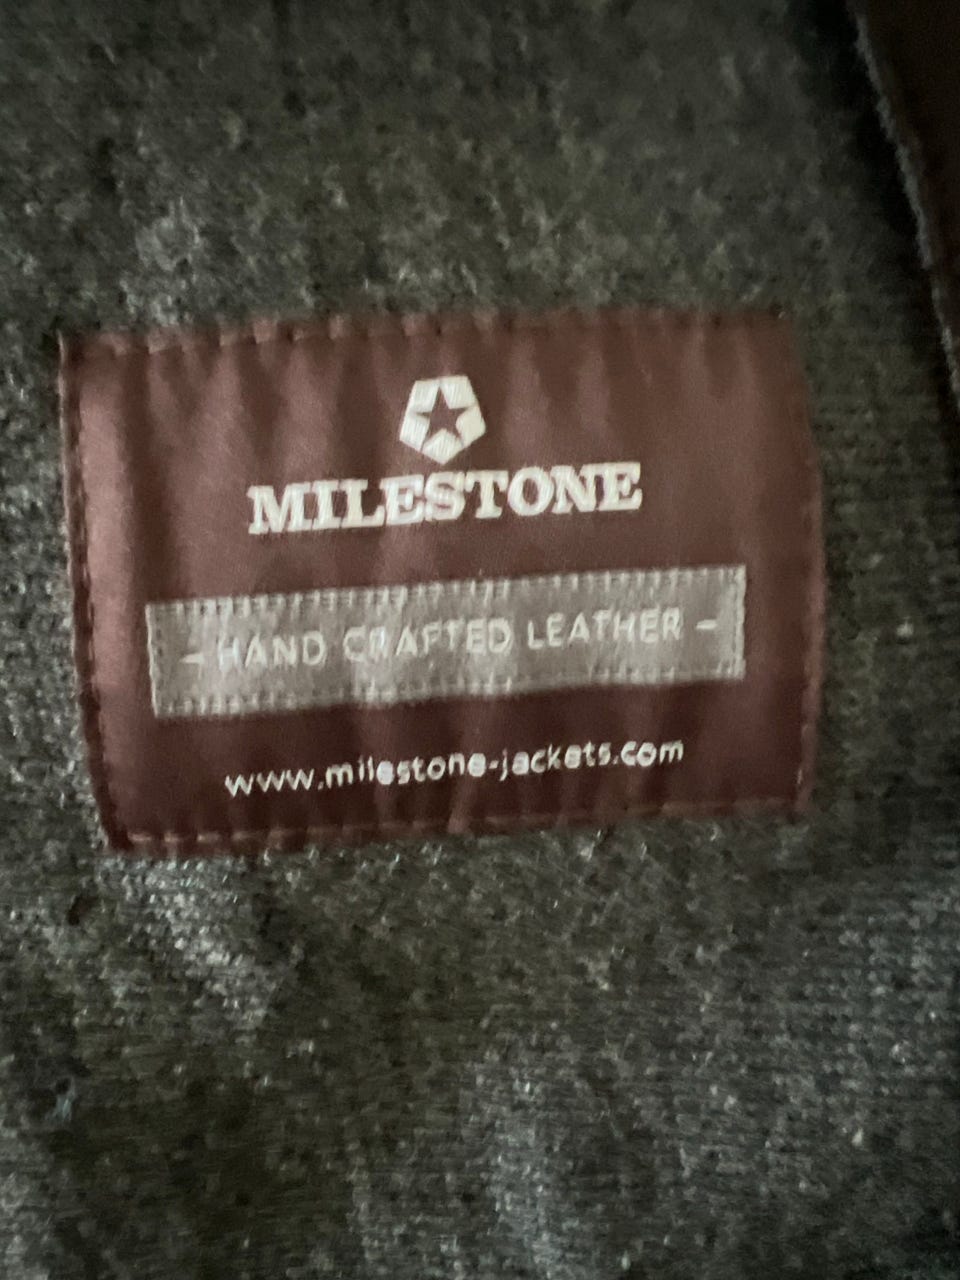 MILESTONE
- HAND CRAFTED LEATHER -
www.milestone-jackets.com